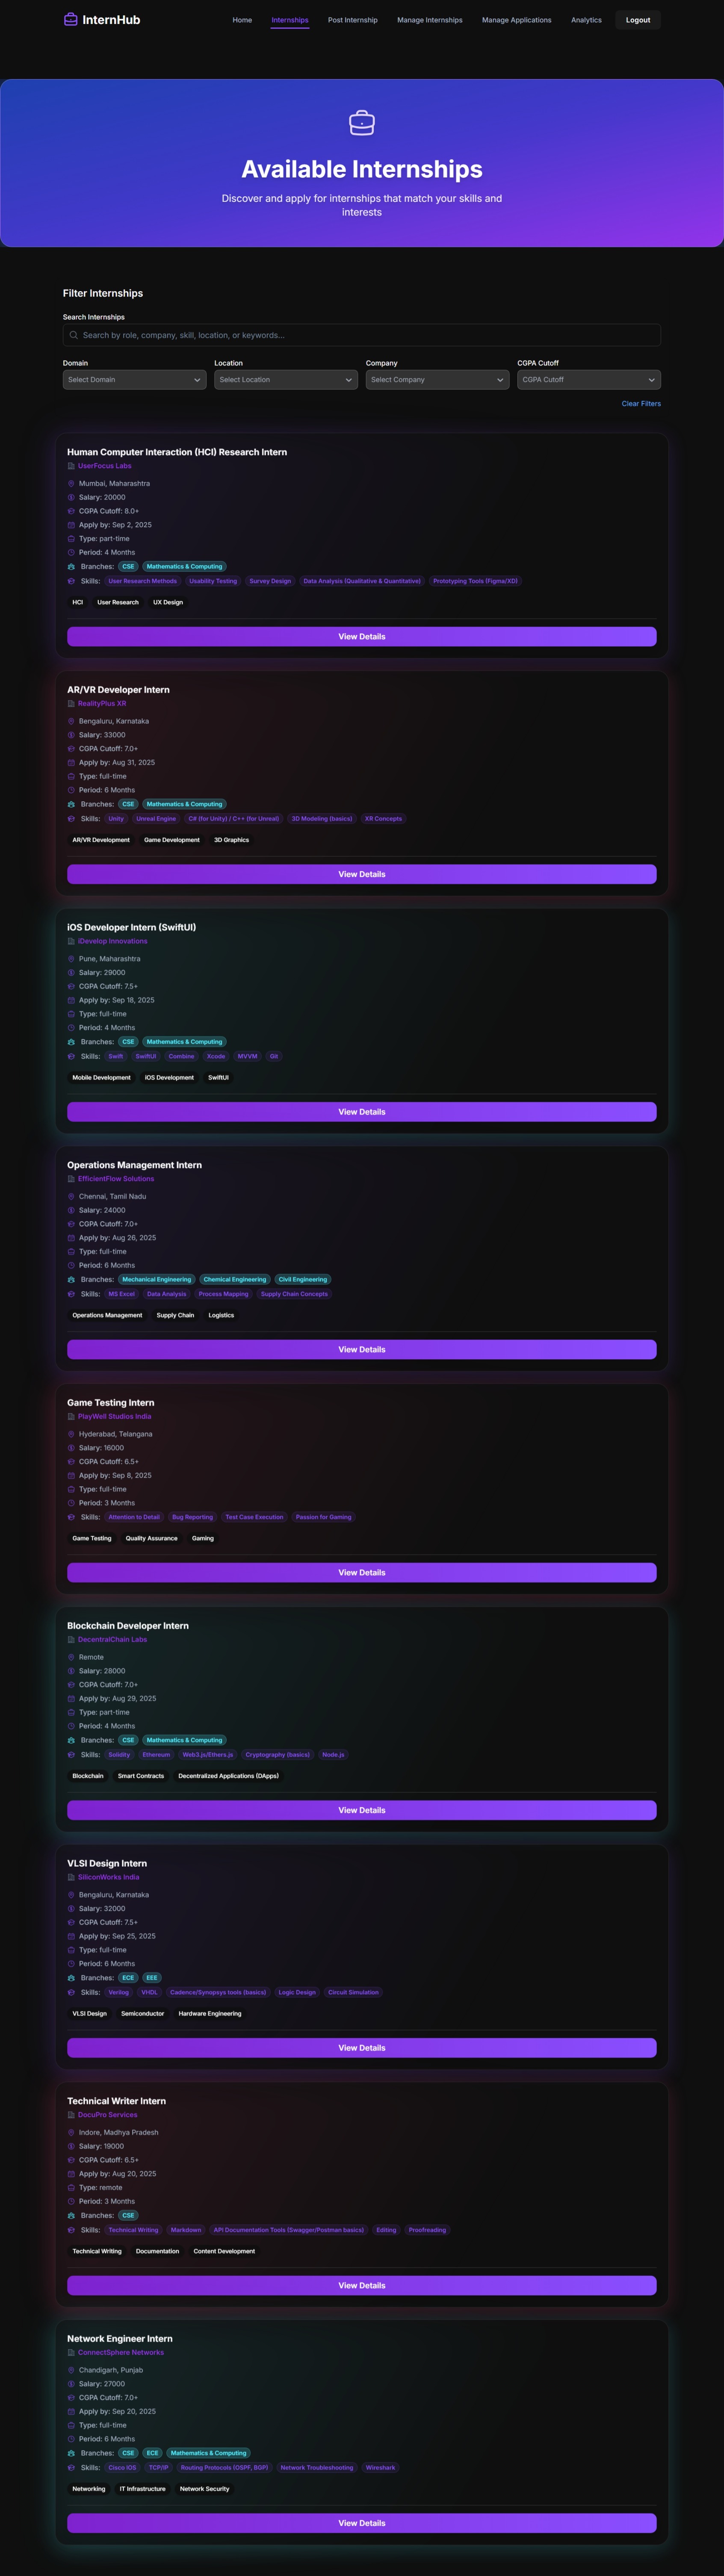 InternHub
Home Internships Post Internship Manage Internships Manage Applications Analytics Logout
Available Internships
Discover and apply for internships that match your skills and
interests
Filter Internships
Search Internships
Search by role, company, skill, location, or keywords...
Domain Location Company CGPA Cutoff
Select Domain Select Location Select Company CGPA Cutoff
Clear Filters
Human Computer Interaction (HCI) Research Intern
UserFocus Labs
Mumbai, Maharashtra
Salary: 20000
CGPA Cutoff: 8.0+
Apply by: Sep 2, 2025
Type: part-time
Period: 4 Months
Branches: CSE Mathematics & Computing
Skills: User Research Methods Usability Testing Survey Design Data Analysis (Qualitative & Quantitative) Prototyping Tools (Figma/XD)
HCI User Research UX Design
View Details
AR/VR Developer Intern
RealityPlus XR
Bengaluru, Karnataka
Salary: 33000
CGPA Cutoff: 7.0+
Apply by: Aug 31, 2025
Type: full-time
Period: 6 Months
Branches: CSE Mathematics & Computing
Skills: Unity Unreal Engine C# (for Unity) / C++ (for Unreal) 3D Modeling (basics) XR Concepts
AR/VR Development Game Development 3D Graphics
View Details
iOS Developer Intern (SwiftUI)
iDevelop Innovations
Pune, Maharashtra
Salary: 29000
CGPA Cutoff: 7.5+
Apply by: Sep 18, 2025
Type: full-time
Period: 4 Months
Branches: CSE Mathematics & Computing
Skills: Swift SwiftUI Combine Xcode MVVM Git
Mobile Development iOS Development SwiftUI
View Details
Operations Management Intern
EfficientFlow Solutions
Chennai, Tamil Nadu
Salary: 24000
CGPA Cutoff: 7.0+
Apply by: Aug 26, 2025
Type: full-time
Period: 6 Months
Branches: Mechanical Engineering Chemical Engineering Civil Engineering
Skills: MS Excel Data Analysis Process Mapping Supply Chain Concepts
Operations Management Supply Chain Logistics
View Details
Game Testing Intern
PlayWell Studios India
Hyderabad, Telangana
Salary: 16000
CGPA Cutoff: 6.5+
Apply by: Sep 8, 2025
Type: full-time
Period: 3 Months
Skills: Attention to Detail Bug Reporting Test Case Execution Passion for Gaming
Game Testing Quality Assurance Gaming
View Details
Blockchain Developer Intern
DecentralChain Labs
Remote
Salary: 28000
CGPA Cutoff: 7.0+
Apply by: Aug 29, 2025
Type: part-time
Period: 4 Months
Branches: CSE Mathematics & Computing
Skills: Solidity Ethereum Web3.js/Ethers.js Cryptography (basics) Node.js
Blockchain Smart Contracts Decentralized Applications (DApps)
View Details
VLSI Design Intern
SiliconWorks India
Bengaluru, Karnataka
Salary: 32000
CGPA Cutoff: 7.5+
Apply by: Sep 25, 2025
Type: full-time
Period: 6 Months
Branches: ECE EEE
Skills: Verilog VHDL Cadence/Synopsys tools (basics) Logic Design Circuit Simulation
VLSI Design Semiconductor Hardware Engineering
View Details
Technical Writer Intern
DocuPro Services
Indore, Madhya Pradesh
Salary: 19000
CGPA Cutoff: 6.5+
Apply by: Aug 20, 2025
Type: remote
Period: 3 Months
Branches: CSE
Skills: Technical Writing Markdown API Documentation Tools (Swagger/Postman basics) Editing Proofreading
Technical Writing Documentation Content Development
View Details
Network Engineer Intern
ConnectSphere Networks
Chandigarh, Punjab
Salary: 27000
CGPA Cutoff: 7.0+
Apply by: Sep 20, 2025
Type: full-time
Period: 6 Months
Branches: CSE ECE Mathematics & Computing
Skills: Cisco IOS TCP/IP Routing Protocols (OSPF, BGP) Network Troubleshooting Wireshark
Networking IT Infrastructure Network Security
View Details